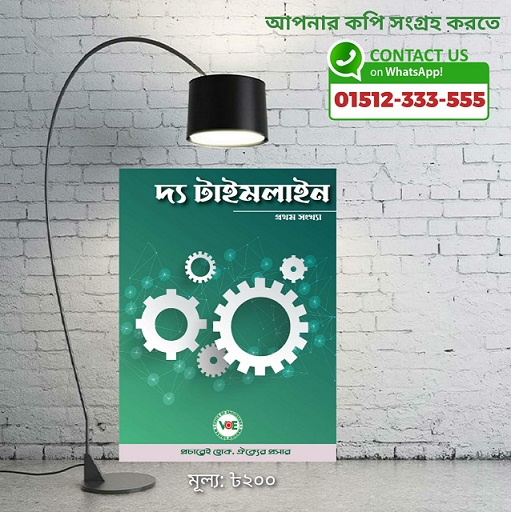 আপনার কপি সংগ্রহ করতে
CONTACT US
on WhatsApp!
01512-333-555
দ্য টাইমলাইন
প্রথম সংখ্যা
VOE
প্রচারেই হোক, ঐক্যের প্রসার
মূল্য: ৳২০০